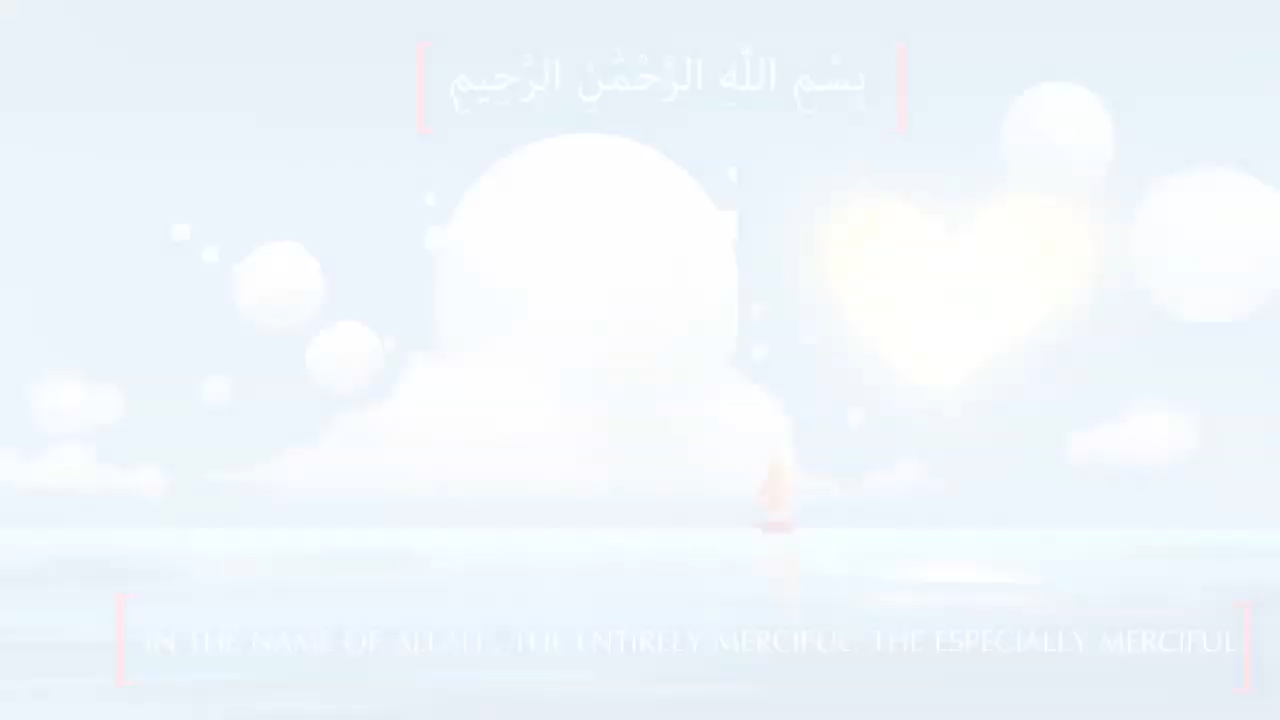 بِسْمِ اللَّهِ الرَّحْمَٰنِ الرَّحِيمِ
IN THE NAME OF ALLAH, THE ENTIRELY MERCIFUL, THE ESPECIALLY MERCIFUL